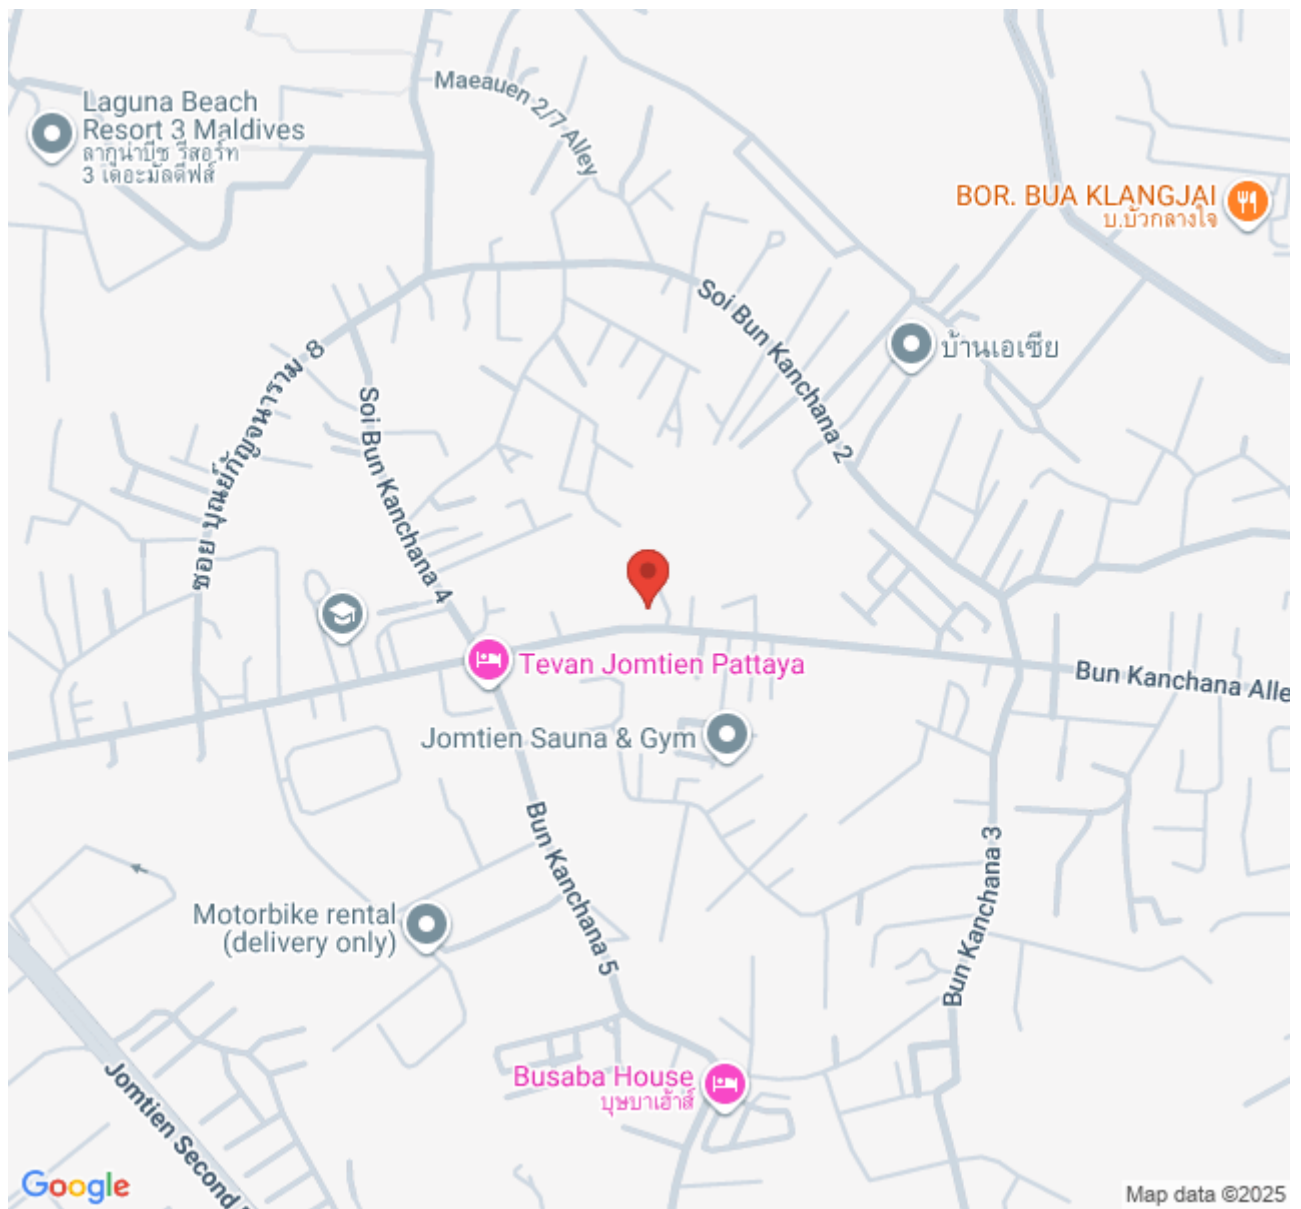 Maeauen 2/7 Alley
Laguna Beach
Resort 3 Maldives
ลากูน่าบีช รีสอร์ท
3 เดอะมัลดีฟส์
BOR. BUA KLANGJAI
บ.บัวกลางใจ
Soi Bun Kanchana 2
บ้านเอเซีย
ซอย บุณย์กัญจนาราม 8
Soi Bun Kanchana 4
Tevan Jomtien Pattaya
Bun Kanchana Alle
Jomtien Sauna & Gym
Bun Kanchana 5
Bun Kanchana 3
Motorbike rental
(delivery only)
Busaba House
บุษบาเฮ้าส์
Jomtien Second
Google
Map data ©2025